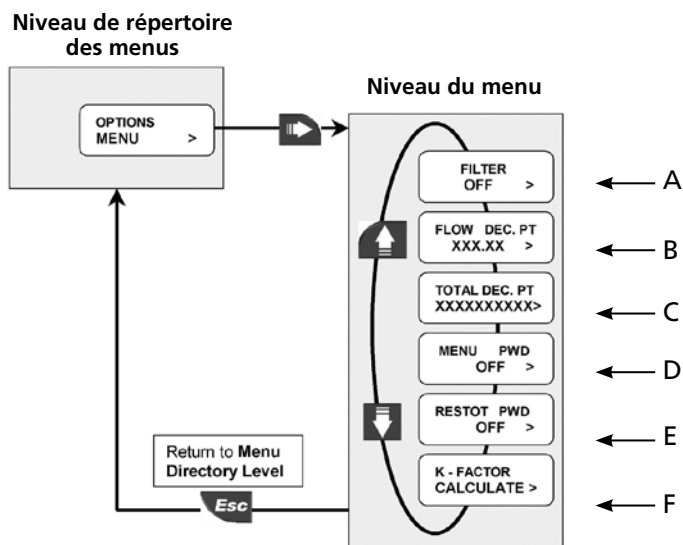 Niveau de répertoire
des menus
OPTIONS
MENU >
Niveau du menu
FILTER
OFF >
A
FLOW DEC. PT
XXX.XX >
B
TOTAL DEC. PT
XXXXXXXXXX>
C
MENU PWD
OFF >
D
RESTOT PWD
OFF >
E
K - FACTOR
CALCULATE >
F
Return to Menu
Directory Level
Esc